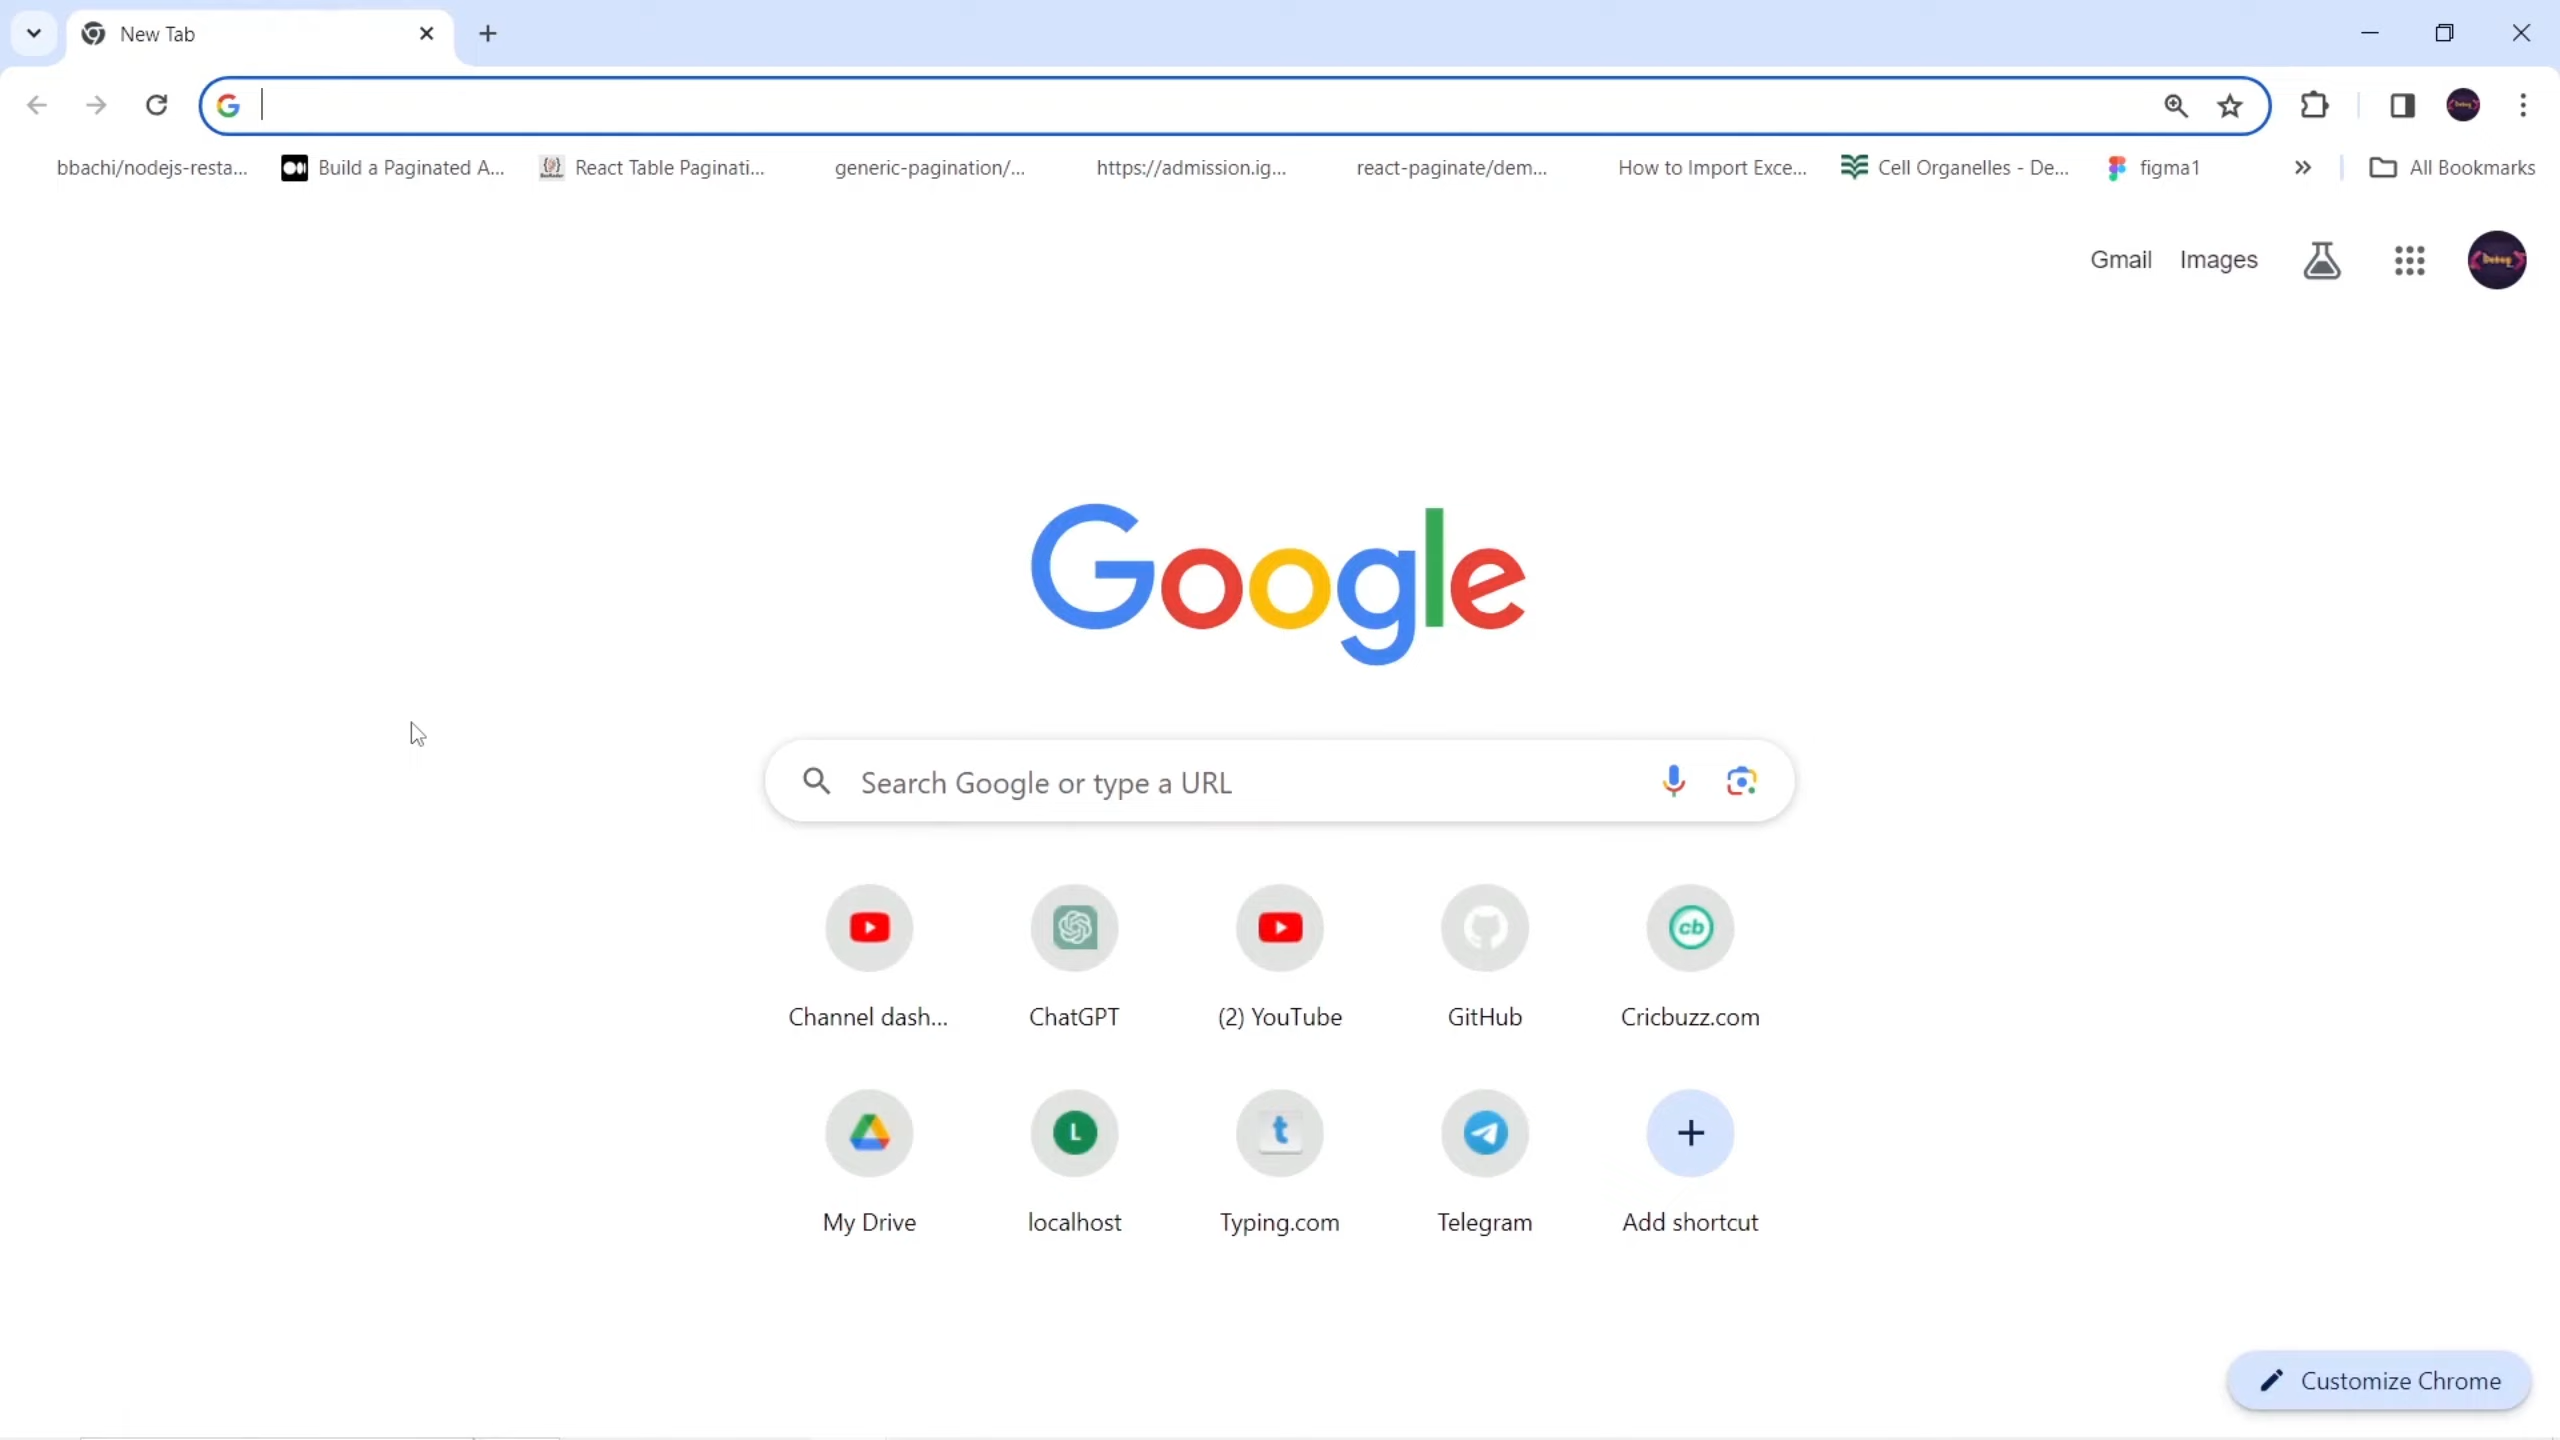 New Tab
bbachi/nodejs-resta...
Build a Paginated A...
React Table Paginati...
generic-pagination/...
https://admission.ig...
react-paginate/dem...
How to Import Exce...
Cell Organelles - De...
figma1
All Bookmarks
Gmail
Images
Google
Search Google or type a URL
Channel dash...
ChatGPT
(2) YouTube
GitHub
cb
Cricbuzz.com
My Drive
L
localhost
t
Typing.com
Telegram
Add shortcut
Customize Chrome